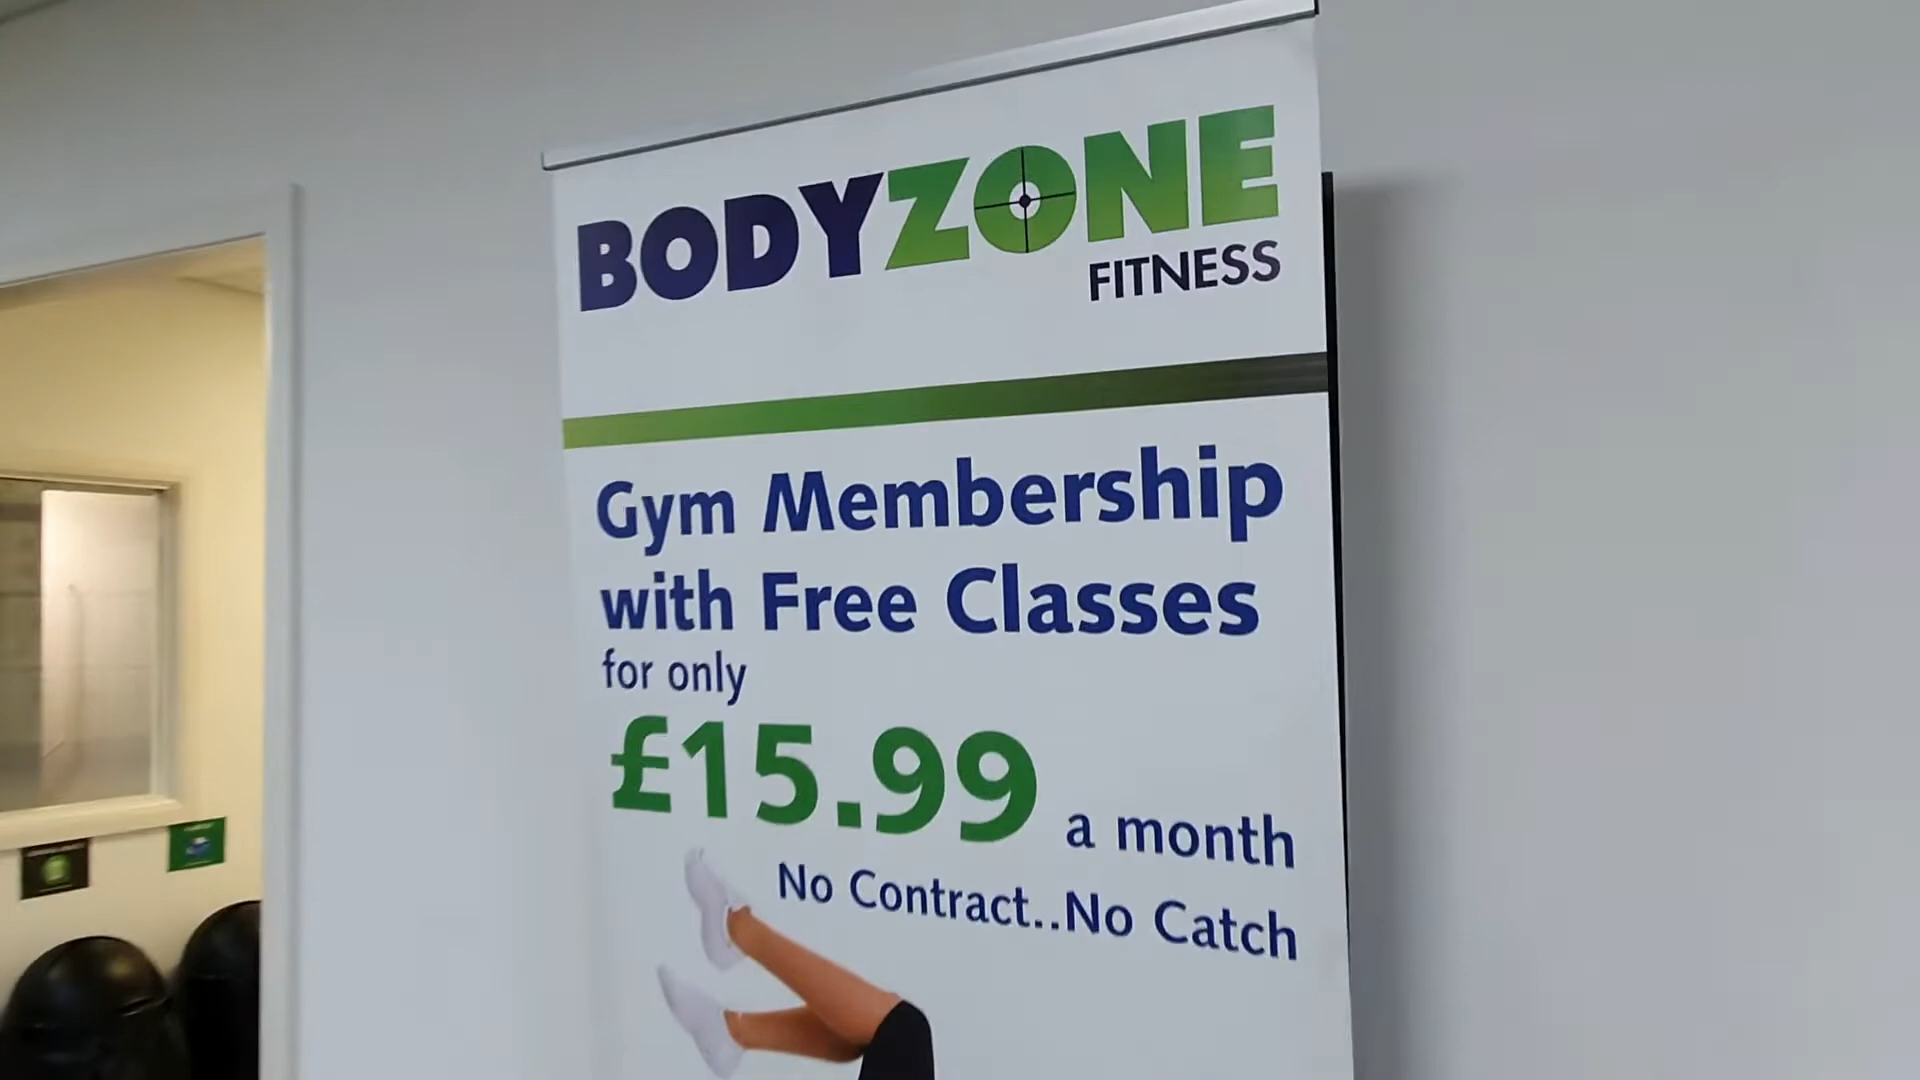 BODYZONE
FITNESS
Gym Membership
with Free Classes
for only
£15.99 a month
No Contract..No Catch